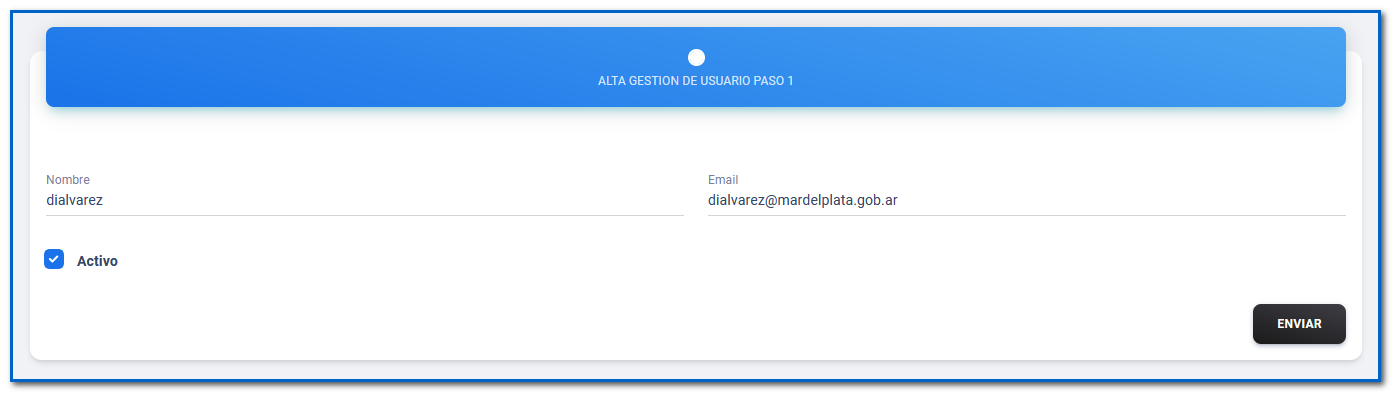 ALTA GESTION DE USUARIO PASO 1
Nombre
dialvarez
Email
dialvarez@mardelplata.gob.ar
Activo
ENVIAR